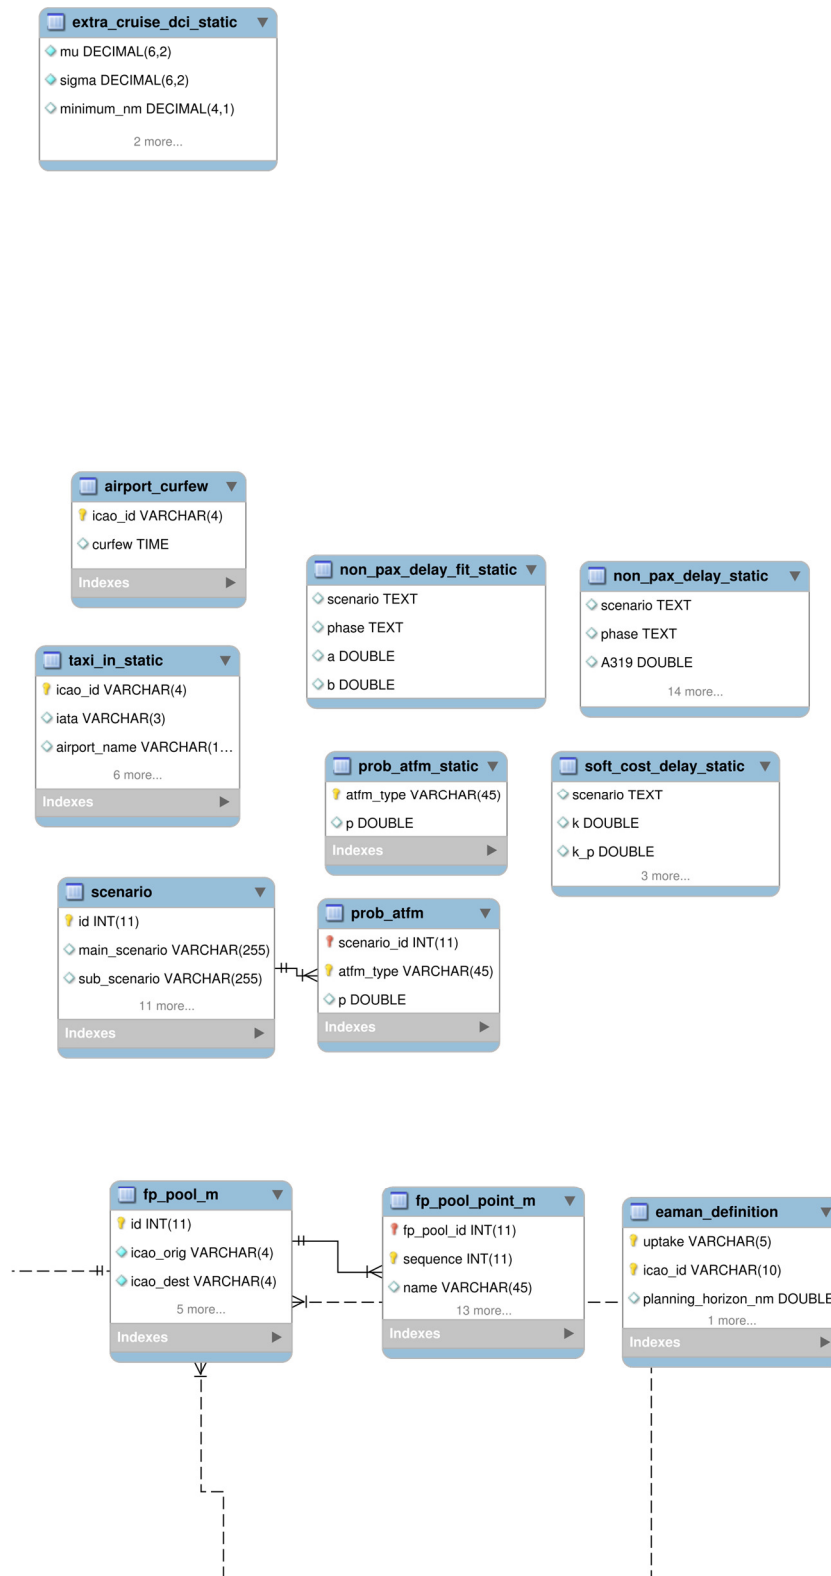 extra_cruise_dci_static
mu DECIMAL(6,2)
sigma DECIMAL(6,2)
minimum_nm DECIMAL(4,1)
2 more...
airport_curfew
icao_id VARCHAR(4)
curfew TIME
Indexes
non_pax_delay_fit_static
scenario TEXT
phase TEXT
a DOUBLE
b DOUBLE
non_pax_delay_static
scenario TEXT
phase TEXT
A319 DOUBLE
14 more...
taxi_in_static
icao_id VARCHAR(4)
iata VARCHAR(3)
airport_name VARCHAR(1...
6 more...
Indexes
prob_atfm_static
atfm_type VARCHAR(45)
p DOUBLE
Indexes
soft_cost_delay_static
scenario TEXT
k DOUBLE
k_p DOUBLE
3 more...
scenario
id INT(11)
main_scenario VARCHAR(255)
sub_scenario VARCHAR(255)
11 more...
Indexes
prob_atfm
scenario_id INT(11)
atfm_type VARCHAR(45)
p DOUBLE
Indexes
fp_pool_m
id INT(11)
icao_orig VARCHAR(4)
icao_dest VARCHAR(4)
5 more...
Indexes
fp_pool_point_m
fp_pool_id INT(11)
sequence INT(11)
name VARCHAR(45)
13 more...
Indexes
eaman_definition
uptake VARCHAR(5)
icao_id VARCHAR(10)
planning_horizon_nm DOUBLE
1 more...
Indexes